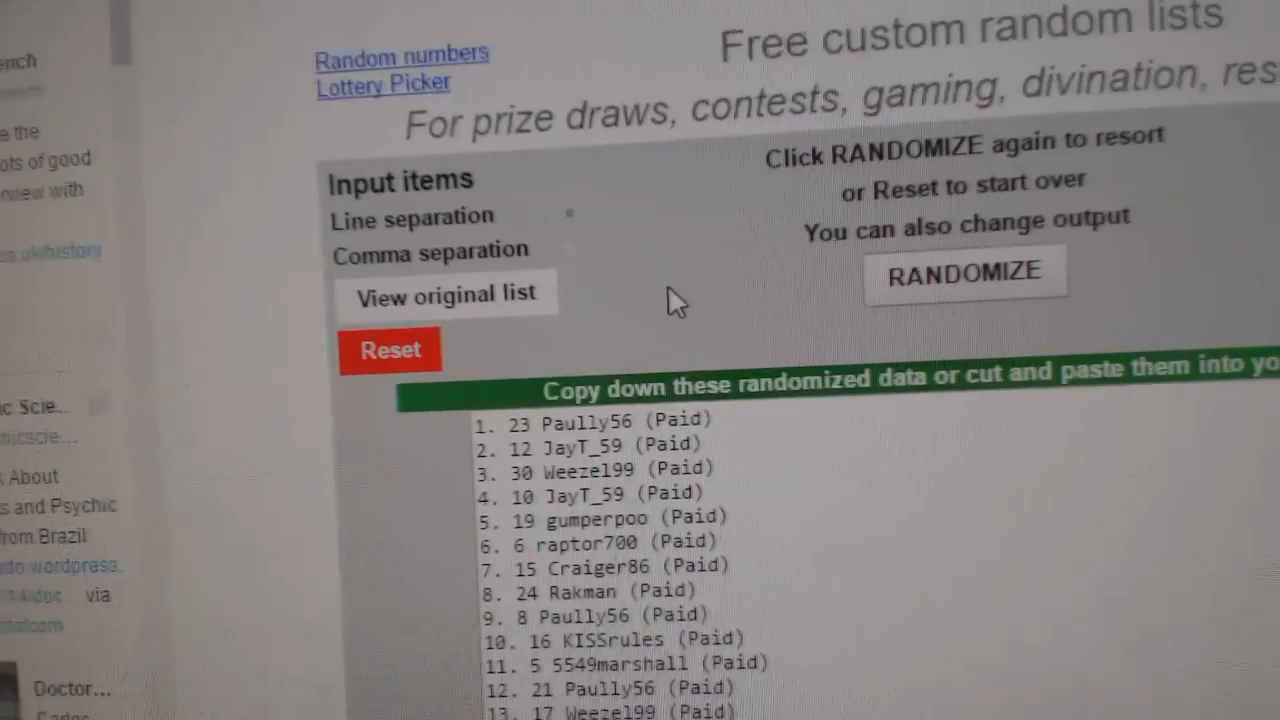 ench
e the
ots of good
rview with
Random numbers
Lottery Picker
Free custom random lists
For prize draws, contests, gaming, divination, res
Input items
Line separation
Comma separation
View original list
Reset
Click RANDOMIZE again to resort
or Reset to start over
You can also change output
RANDOMIZE
Copy down these randomized data or cut and paste them into yo
1. 23 Paully56 (Paid)
2. 12 JayT_59 (Paid)
3. 30 Weezel99 (Paid)
4. 10 JayT_59 (Paid)
5. 19 gumperpoo (Paid)
6. 6 raptor700 (Paid)
7. 15 Craiger86 (Paid)
8. 24 Rakman (Paid)
9. 8 Paully56 (Paid)
10. 16 KISSrules (Paid)
11. 5 5549marshall (Paid)
12. 21 Paully56 (Paid)
13. 17 Weezel99 (Paid)
c Scie...
About
s and Psychic
from Brazil
wordpress.
via
Doctor...